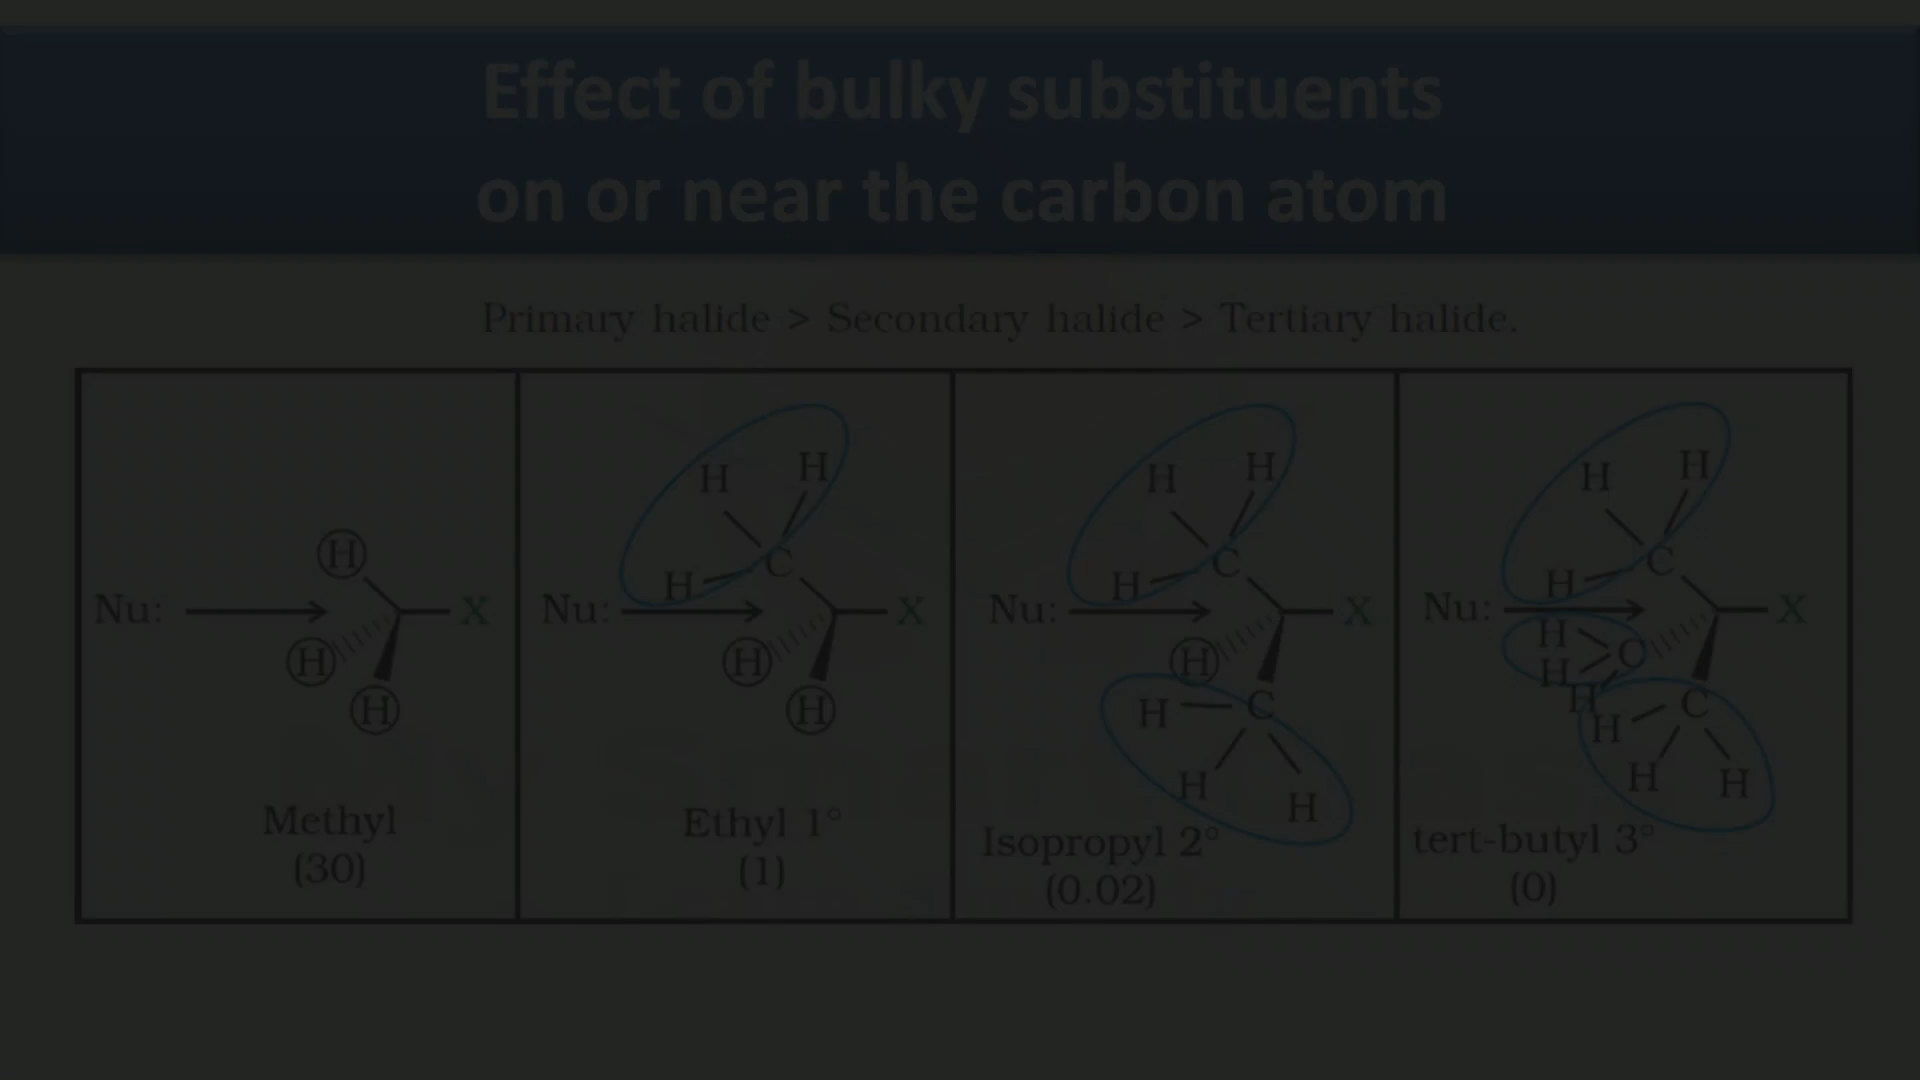 Effect of bulky substituents
on or near the carbon atom
Primary halide > Secondary halide > Tertiary halide.
H H H H H H
H C H C H C
Nu: H X Nu: H X Nu: X Nu: H O X
H H H H
H H H C H C
H H H H H
Methyl Ethyl 1° Isopropyl 2° tert-butyl 3°
(30) (1) (0.02) (0)